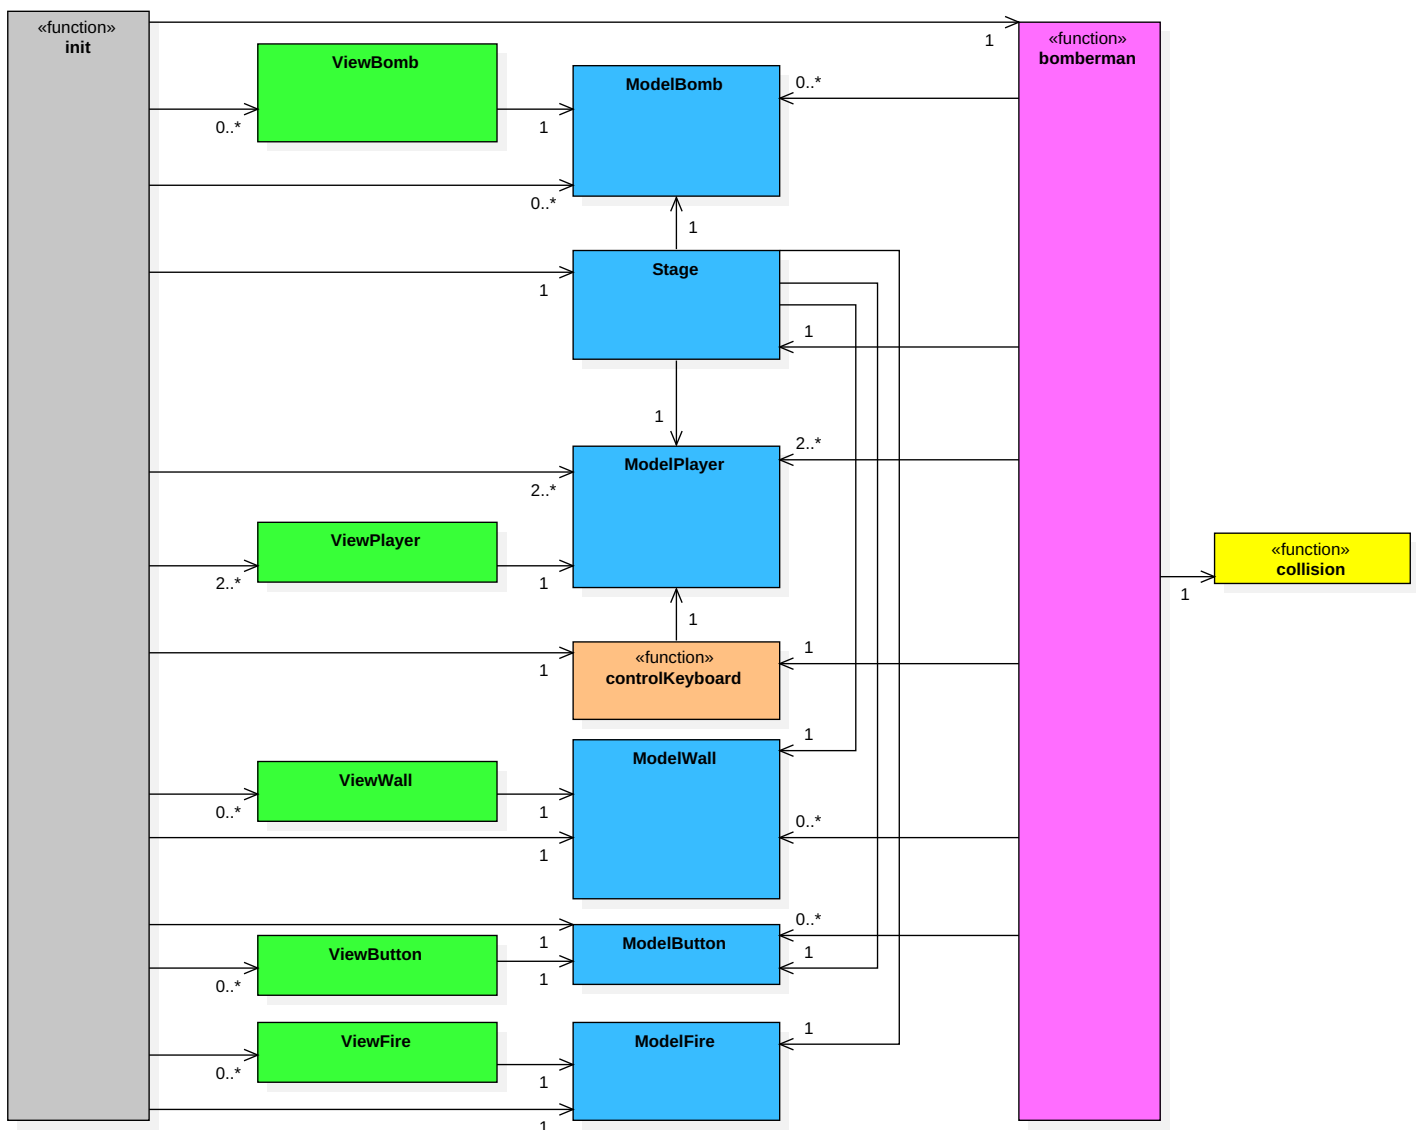 «function»
init
1
«function»
bomberman
ViewBomb
0..*
1
ModelBomb
0..*
0..*
1
Stage
1
1
1
ModelPlayer
2..*
2..*
ViewPlayer
2..*
1
1
«function»
collision
1
«function»
controlKeyboard
1
1
ModelWall
1
ViewWall
0..*
1
1
0..*
ModelButton
1
0..*
1
ViewButton
0..*
1
ViewFire
0..*
1
ModelFire
1
1